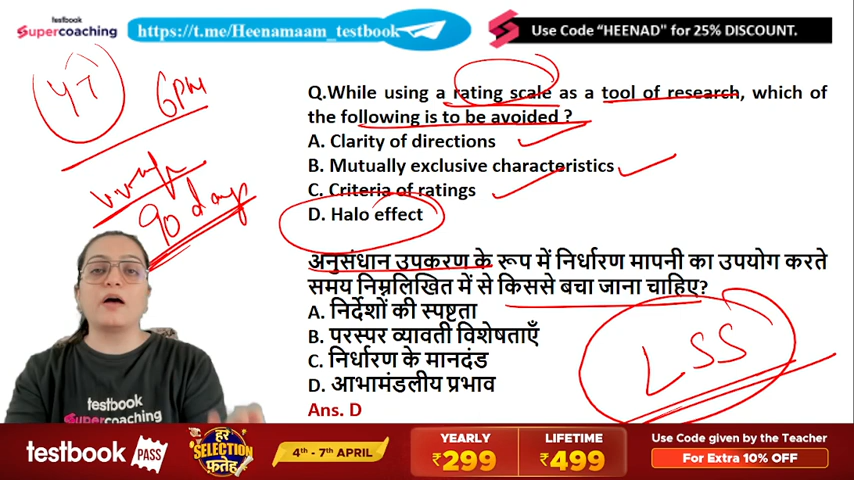 testbook
Supercoaching
https://t.me/Heenamaam_testbook
Use Code “HEENAD" for 25% DISCOUNT.
47
6PM
90 days
Q.While using a rating scale as a tool of research, which of
the following is to be avoided ?
A. Clarity of directions
B. Mutually exclusive characteristics
C. Criteria of ratings
D. Halo effect
अनुसंधान उपकरण के रूप में निर्धारण मापनी का उपयोग करते
समय निम्नलिखित में से किससे बचा जाना चाहिए?
A. निर्देशों की स्पष्टता
B. परस्पर व्यावती विशेषताएँ
C. निर्धारण के मानदंड
D. आभामंडलीय प्रभाव
Ans. D
LSS
testbook
Supercoaching
testbook PASS
हर
SELECTION
फतेह
4th - 7th APRIL
YEARLY
₹299
LIFETIME
₹499
Use Code given by the Teacher
For Extra 10% OFF